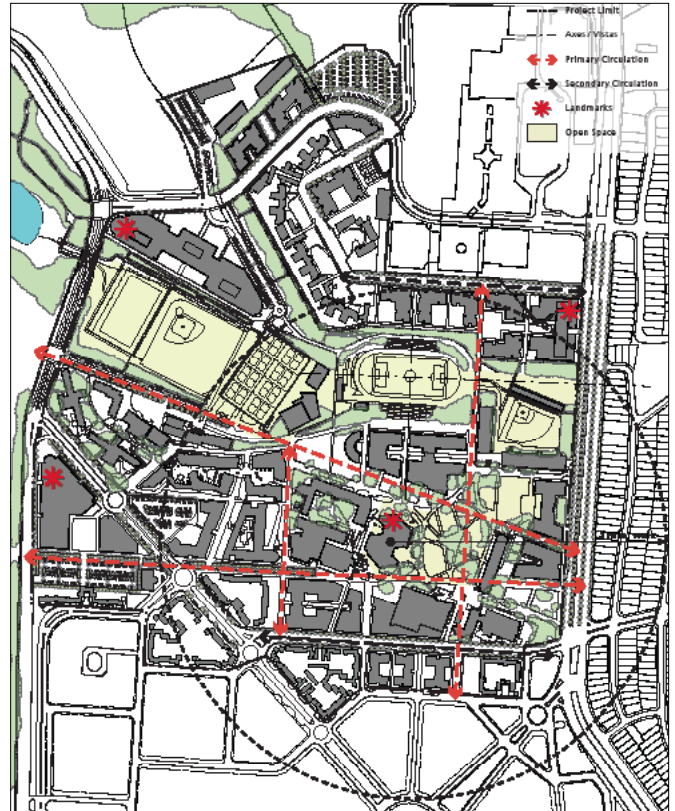 Project Limit
Axes / Vistas
Primary Circulation
Secondary Circulation
Landmarks
Open Space